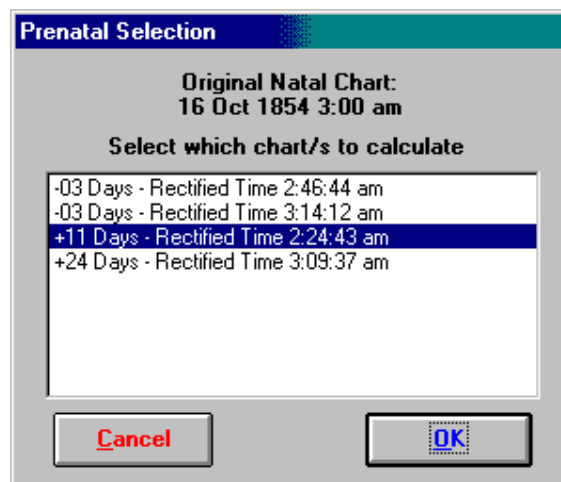 Prenatal Selection
Original Natal Chart:
16 Oct 1854 3:00 am
Select which chart/s to calculate
-03 Days - Rectified Time 2:46:44 am
-03 Days - Rectified Time 3:14:12 am
+11 Days - Rectified Time 2:24:43 am
+24 Days - Rectified Time 3:09:37 am
Cancel OK